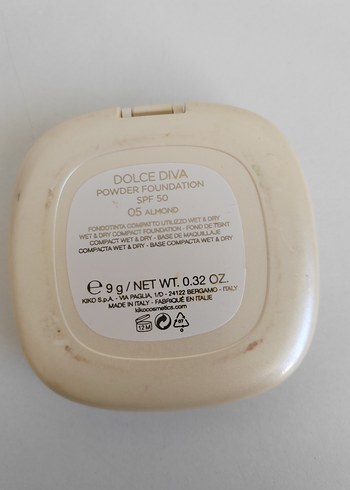 DOLCE DIVA
POWDER FOUNDATION
SPF 50
05 ALMOND
FONDOTINTA COMPATTO UTILIZZO WET & DRY
WET & DRY COMPACT FOUNDATION - FOND DE TEINT
COMPACT WET & DRY - BASE DE MAQUILLAJE
COMPACTA WET & DRY - BASE COMPACTA WET & DRY
e 9 g / NET WT. 0.32 OZ.
KIKO S.p.A. - VIA PAGLIA, 1/D - 24122 BERGAMO - ITALY
MADE IN ITALY - FABRIQUÉ EN ITALIE
kikocosmetics.com
12 M